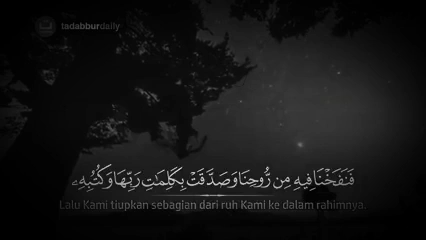 tadabburdaily
فَنَفَخْنَا فِيهِ مِن رُّوحِنَا وَصَدَّقَتْ بِكَلِمَٰتِ رَبِّهَا وَكُتُبِهِۦ
Lalu Kami tiupkan sebagian dari ruh Kami ke dalam rahimnya.